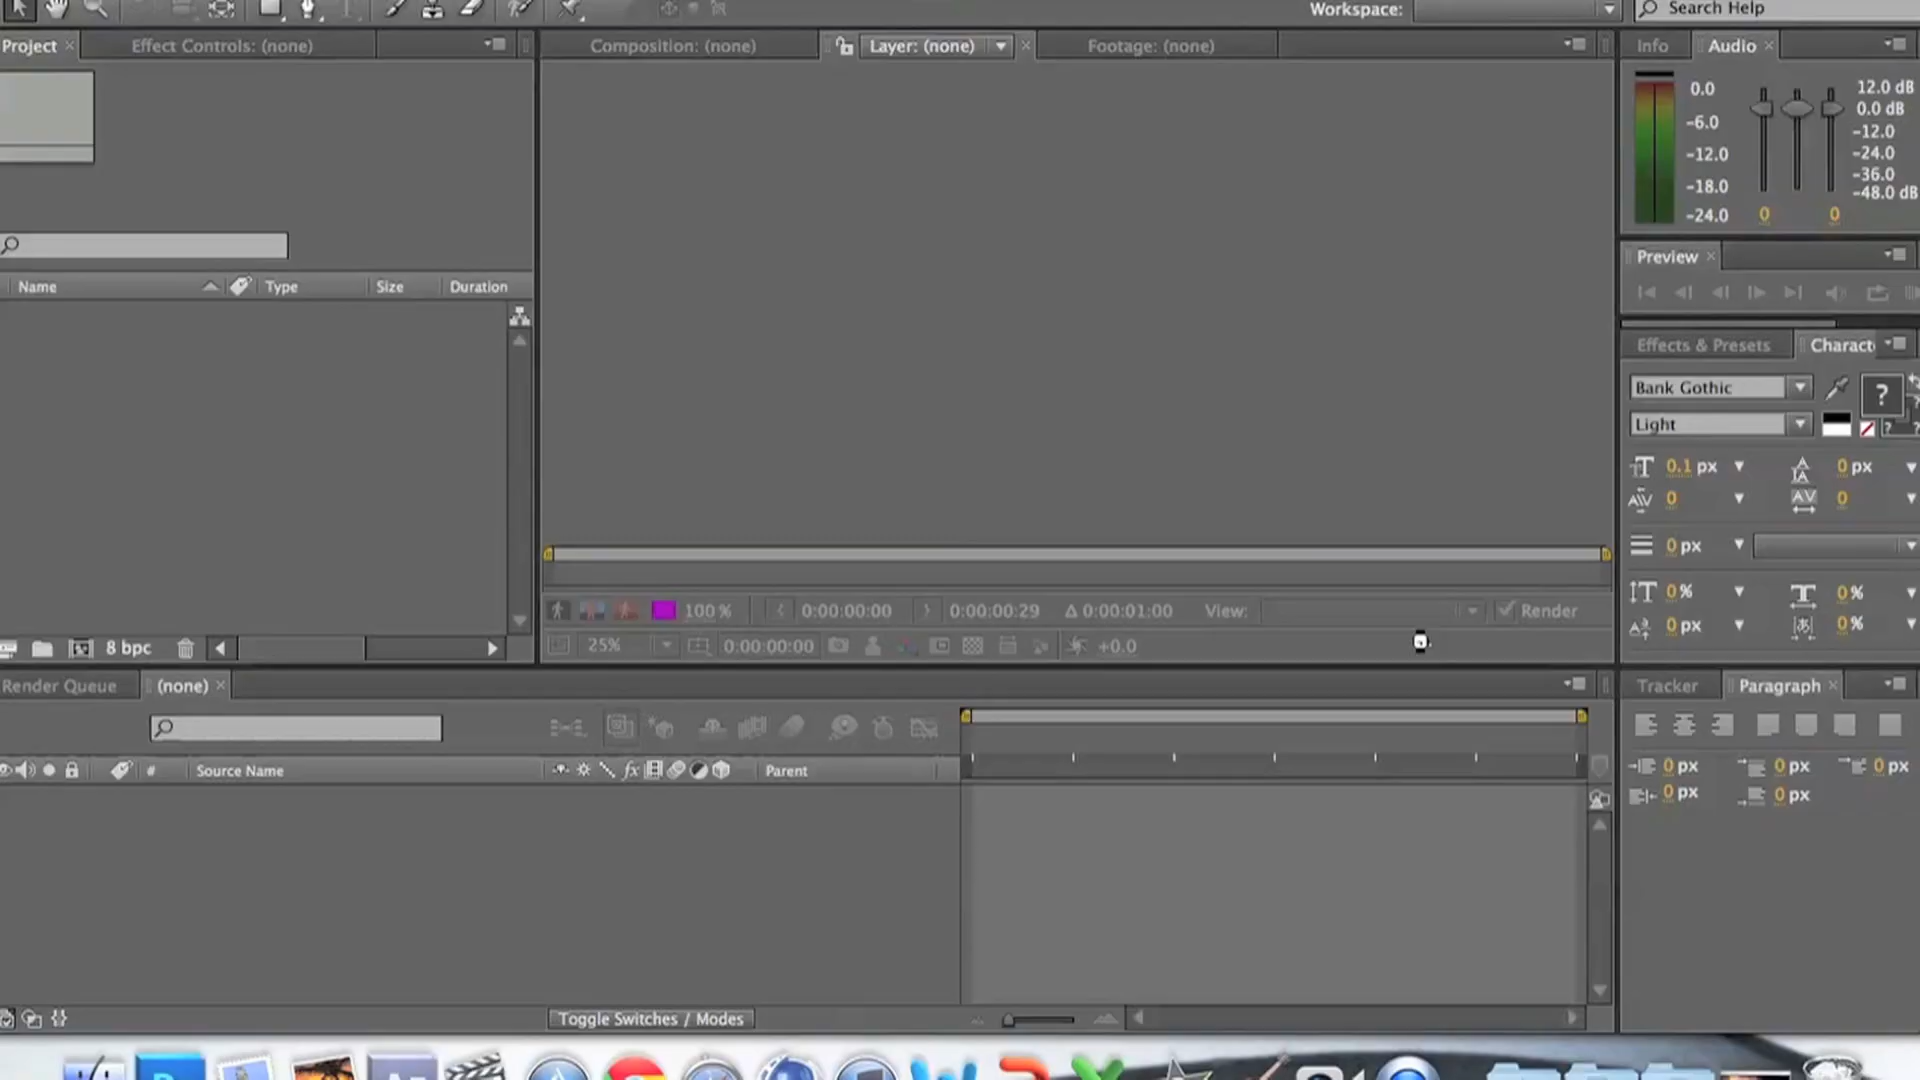 Workspace:
Search Help
Project
Effect Controls: (none)
Composition: (none)
Layer: (none)
Footage: (none)
Info
Audio
0.0
-6.0
-12.0
-18.0
-24.0
12.0 dB
0.0 dB
-12.0
-24.0
-36.0
-48.0 dB
0
0
Preview
Name
Type
Size
Duration
Effects & Presets
Charact
Bank Gothic
Light
?
?
?
0.1 px
0 px
0
0
0 px
0 %
0 %
0 px
0 %
100 %
0:00:00:00
0:00:00:29
Δ 0:00:01:00
View:
Render
8 bpc
25%
0:00:00:00
+0.0
Render Queue
(none)
Tracker
Paragraph
#
Source Name
fx
Parent
0 px
0 px
0 px
0 px
0 px
Toggle Switches / Modes